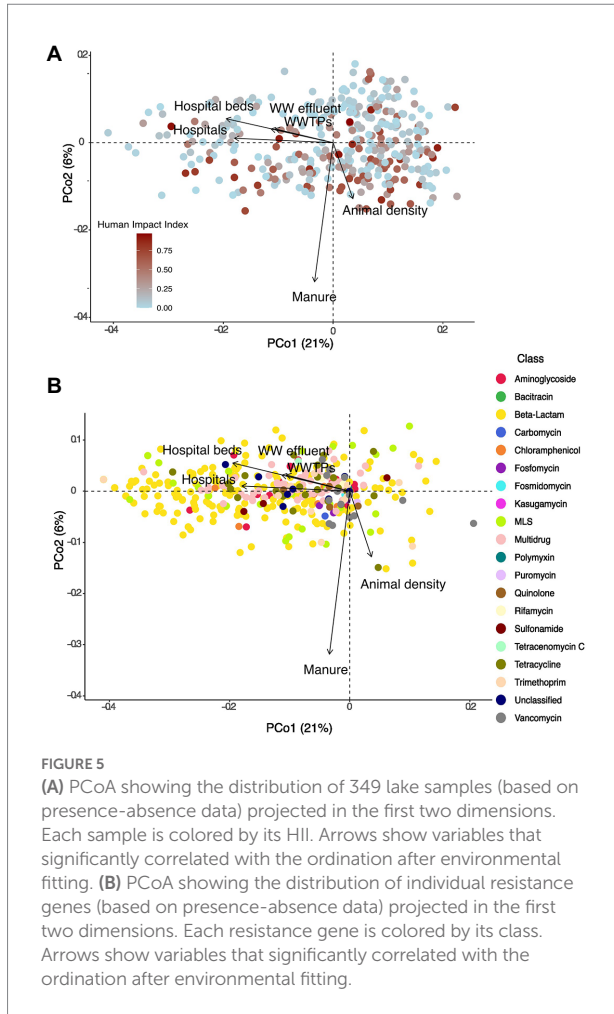 A
0.2
Hospital beds
WW effluent
WWTPs
Hospitals
0
PCo2 (6%)
Human Impact Index
0.75
0.50
0.25
0.00
Animal density
-0.2
Manure
-0.4
-0.4
-0.2
0
0.2
PCo1 (21%)
B
Class
Aminoglycoside
Bacitracin
Beta-Lactam
Carbomycin
Chloramphenicol
Fosfomycin
Fosmidomycin
Kasugamycin
MLS
Multidrug
Polymyxin
Puromycin
Quinolone
Rifamycin
Sulfonamide
Tetracenomycin C
Tetracycline
Trimethoprim
Unclassified
Vancomycin
0.1
Hospital beds
WW effluent
WWTPs
Hospitals
0
PCo2 (6%)
-0.1
Animal density
-0.2
-0.3
Manure
-0.4
-0.4
-0.2
0
0.2
PCo1 (21%)
FIGURE 5
(A) PCoA showing the distribution of 349 lake samples (based on
presence-absence data) projected in the first two dimensions.
Each sample is colored by its HII. Arrows show variables that
significantly correlated with the ordination after environmental
fitting. (B) PCoA showing the distribution of individual resistance
genes (based on presence-absence data) projected in the first
two dimensions. Each resistance gene is colored by its class.
Arrows show variables that significantly correlated with the
ordination after environmental fitting.